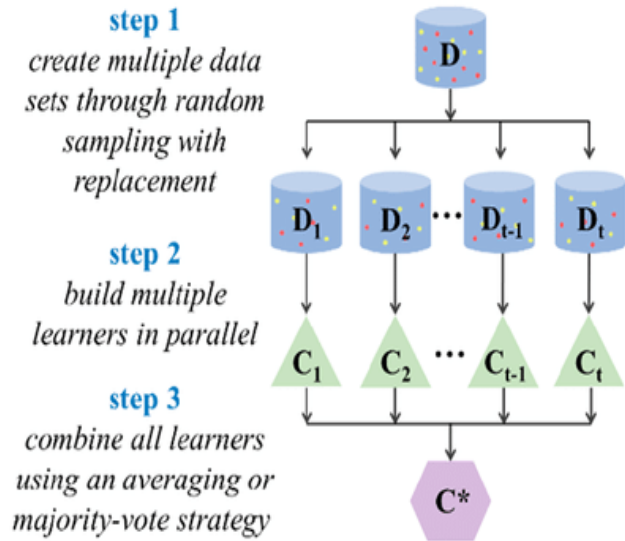 step 1
create multiple data
sets through random
sampling with
replacement
D
D1 D2 ... Dt-1 Dt
step 2
build multiple
learners in parallel
C1 C2 ... Ct-1 Ct
step 3
combine all learners
using an averaging or
majority-vote strategy
C*